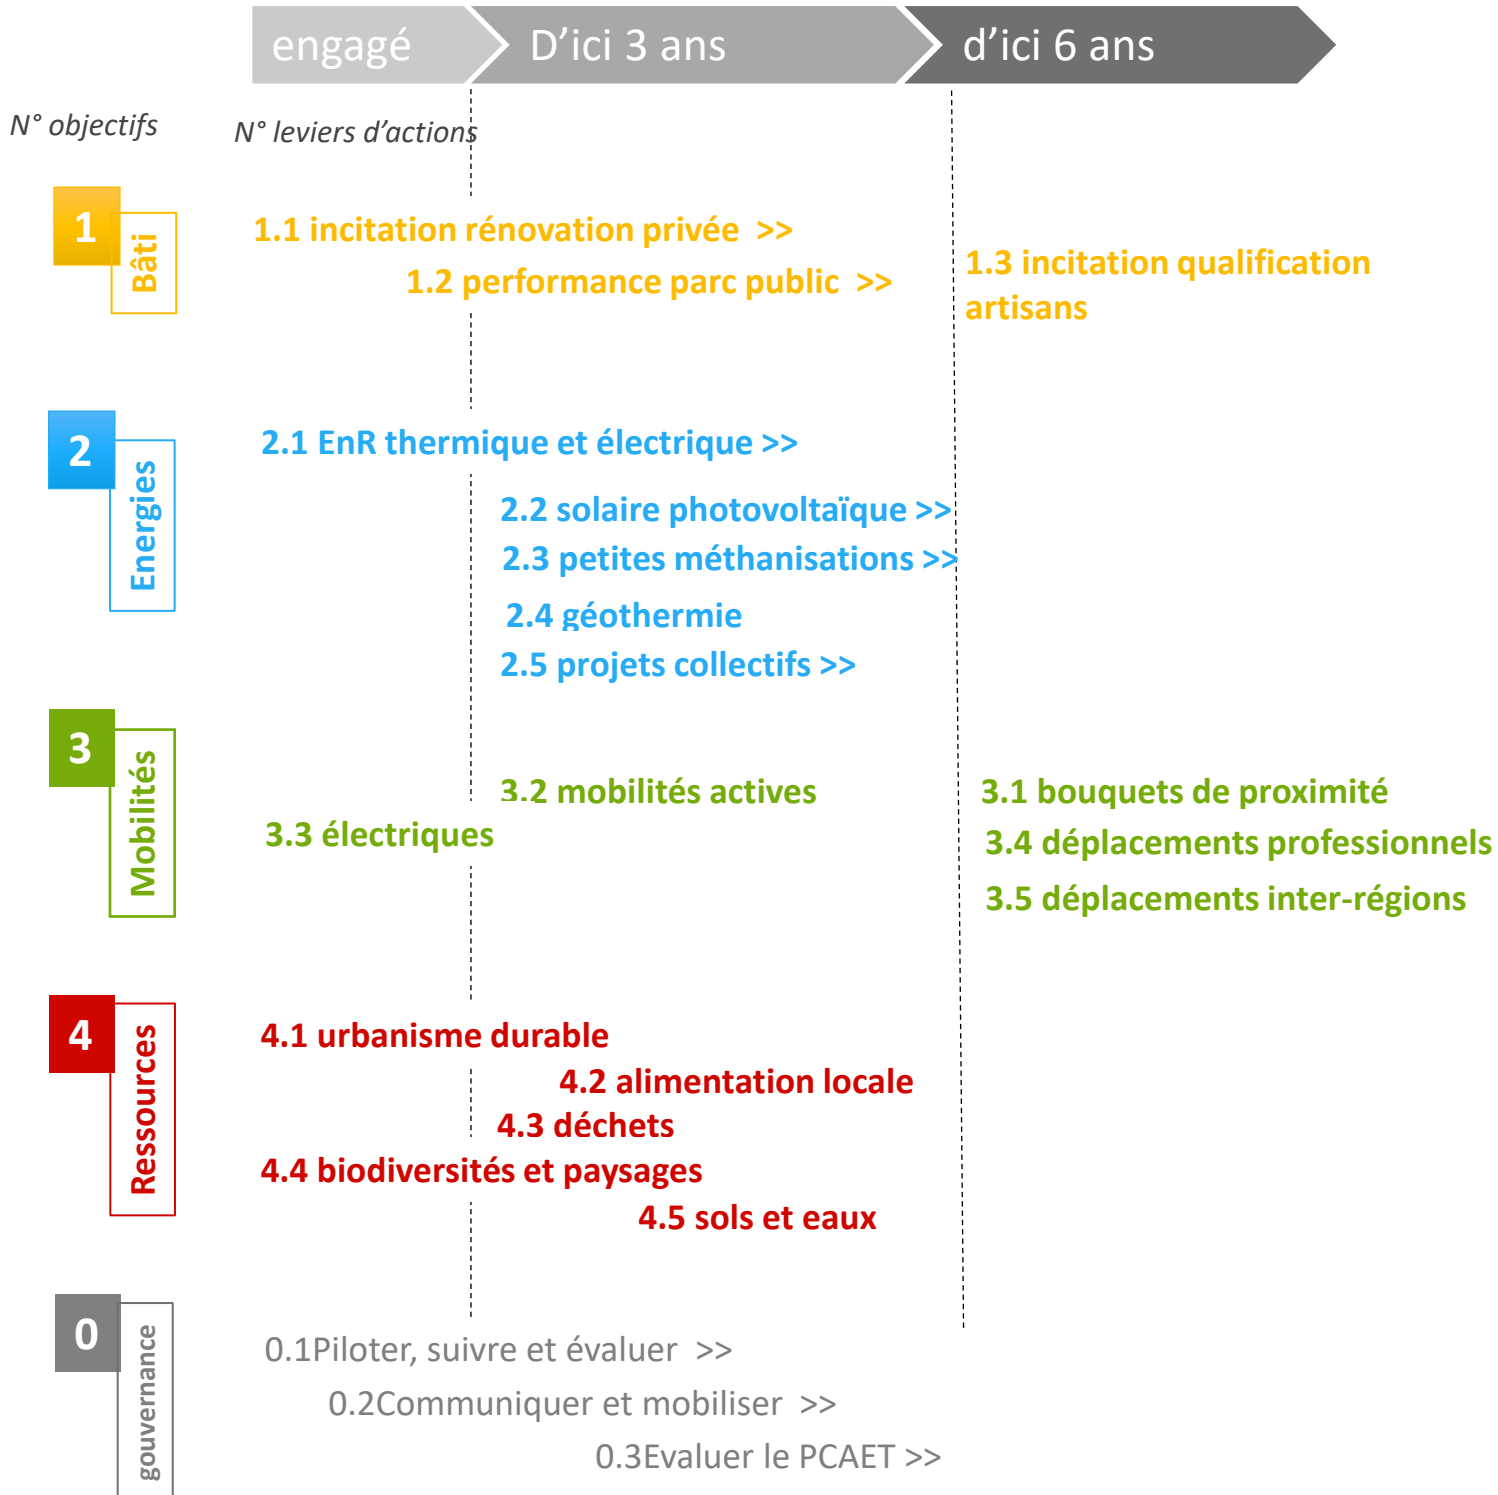 engagé
D'ici 3 ans
d'ici 6 ans
N° objectifs
N° leviers d'actions
1
Bâti
1.1 incitation rénovation privée >>
1.2 performance parc public >>
1.3 incitation qualification
artisans
2
Energies
2.1 EnR thermique et électrique >>
2.2 solaire photovoltaïque >>
2.3 petites méthanisations >>
2.4 géothermie
2.5 projets collectifs >>
3
Mobilités
3.2 mobilités actives
3.1 bouquets de proximité
3.3 électriques
3.4 déplacements professionnels
3.5 déplacements inter-régions
4
Ressources
4.1 urbanisme durable
4.2 alimentation locale
4.3 déchets
4.4 biodiversités et paysages
4.5 sols et eaux
0
gouvernance
0.1Piloter, suivre et évaluer >>
0.2Communiquer et mobiliser >>
0.3Evaluer le PCAET >>